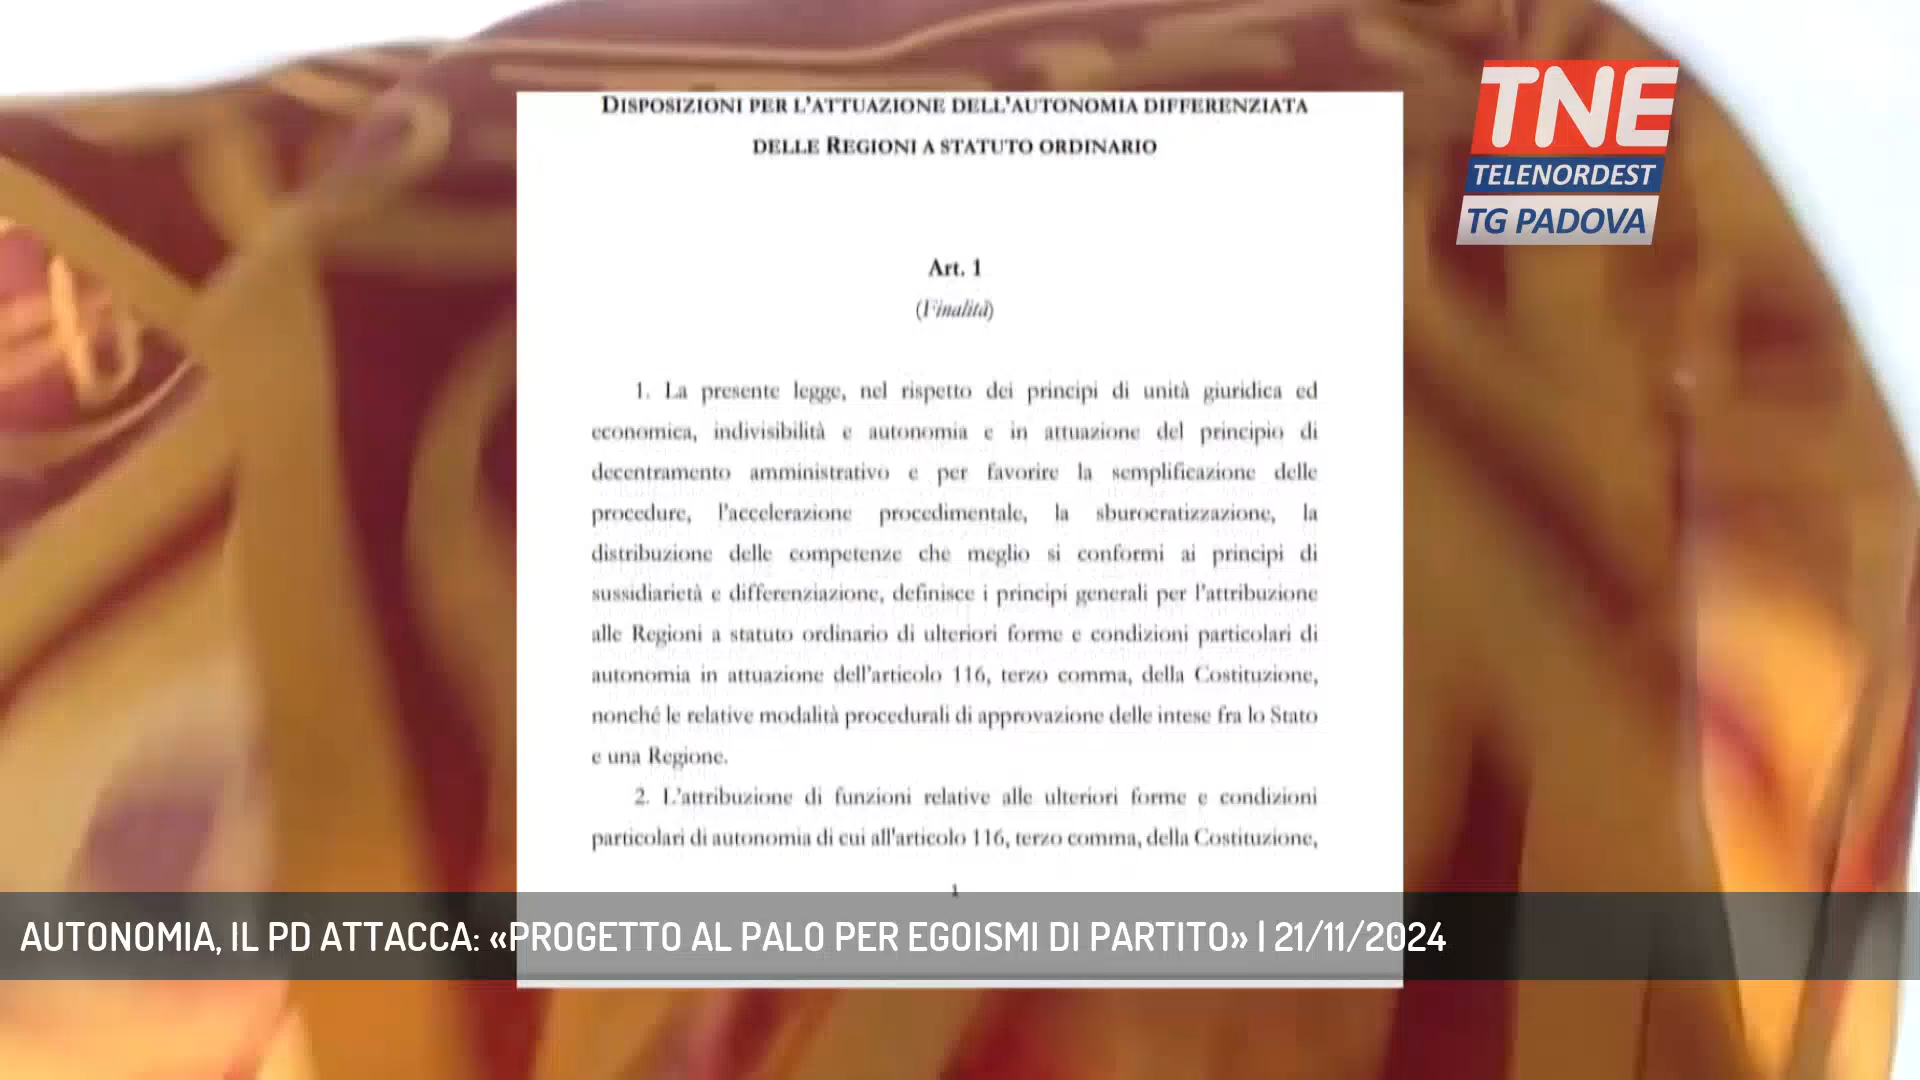 DISPOSIZIONI PER L'ATTUAZIONE DELL'AUTONOMIA DIFFERENZIATA
DELLE REGIONI A STATUTO ORDINARIO
Art. 1
(Finalità)
1. La presente legge, nel rispetto dei principi di unità giuridica ed
economica, indivisibilità e autonomia e in attuazione del principio di
decentramento amministrativo e per favorire la semplificazione delle
procedure, l'accelerazione procedimentale, la sburocratizzazione, la
distribuzione delle competenze che meglio si conformi ai principi di
sussidiarietà e differenziazione, definisce i principi generali per l'attribuzione
alle Regioni a statuto ordinario di ulteriori forme e condizioni particolari di
autonomia in attuazione dell'articolo 116, terzo comma, della Costituzione,
nonché le relative modalità procedurali di approvazione delle intese fra lo Stato
e una Regione.
2. L'attribuzione di funzioni relative alle ulteriori forme e condizioni
particolari di autonomia di cui all'articolo 116, terzo comma, della Costituzione,
1
TNE
TELENORDEST
TG PADOVA
AUTONOMIA, IL PD ATTACCA: «PROGETTO AL PALO PER EGOISMI DI PARTITO» | 21/11/2024